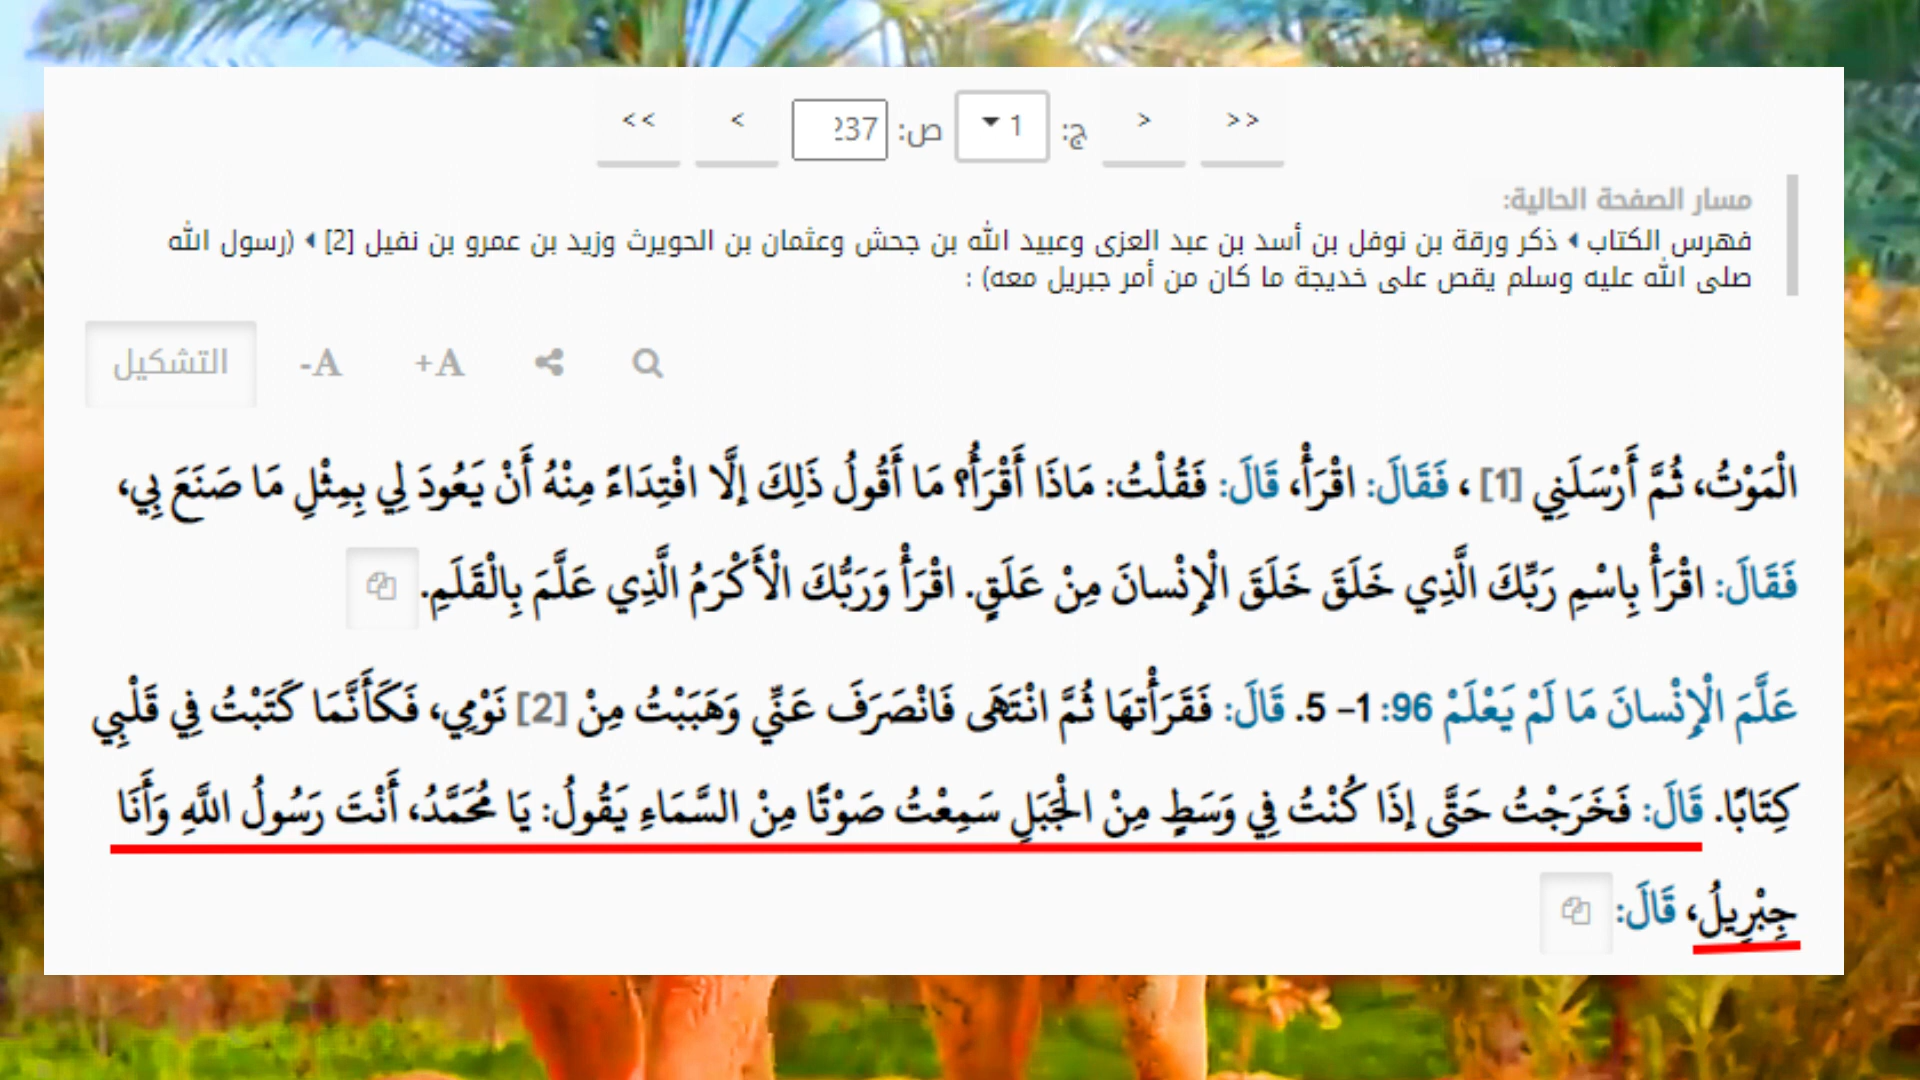 << < ج: 1 ص: 237 > >>
مسار الصفحة الحالية:
فهرس الكتاب ذكر ورقة بن نوفل بن أسد بن عبد العزى وعبيد الله بن جحش وعثمان بن الحويرث وزيد بن عمرو بن نفيل [2] (رسول الله
صلى الله عليه وسلم يقص على خديجة ما كان من أمر جبريل معه) :
A+ A- التشكيل
الْمَوْتُ، ثُمَّ أَرْسَلَنِي [1] ، فَقَالَ: اقْرَأْ، قَالَ: فَقُلْتُ: مَاذَا أَقْرَأُ؟ مَا أَقُولُ ذَلِكَ إلَّا افْتِدَاءً مِنْهُ أَنْ يَعُودَ لِي بِمِثْلِ مَا صَنَعَ بِي،
فَقَالَ: اقْرَأْ بِاسْمِ رَبِّكَ الَّذِي خَلَقَ خَلَقَ الْإِنْسانَ مِنْ عَلَقٍ. اقْرَأْ وَرَبُّكَ الْأَكْرَمُ الَّذِي عَلَّمَ بِالْقَلَمِ.
عَلَّمَ الْإِنْسانَ مَا لَمْ يَعْلَمْ 96: 1- 5. قَالَ: فَقَرَأْتهَا ثُمَّ انْتَهَى فَانْصَرَفَ عَنِّي وَهَبَبْتُ مِنْ [2] نَوْمِي، فَكَأَنَّمَا كَتَبْتُ فِي قَلْبِي
كِتَابًا. قَالَ: فَخَرَجْتُ حَتَّى إذَا كُنْتُ فِي وَسَطٍ مِنْ الْجَبَلِ سَمِعْتُ صَوْتًا مِنْ السَّمَاءِ يَقُولُ: يَا مُحَمَّدُ، أَنْتَ رَسُولُ اللَّهِ وَأَنَا
جِبْرِيلُ، قَالَ: